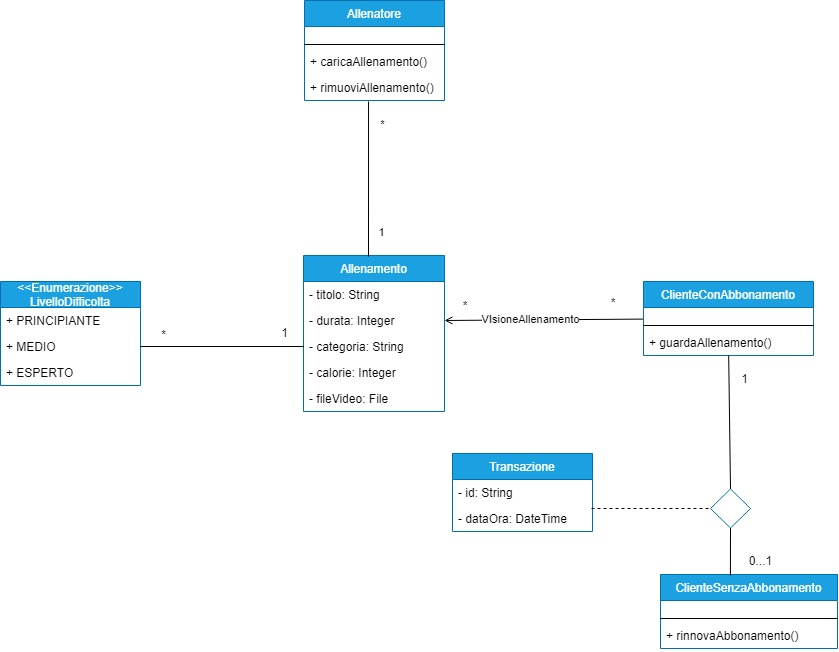 Allenatore
+ caricaAllenamento()
+ rimuoviAllenamento()
*
1
Allenamento
- titolo: String
- durata: Integer
- categoria: String
- calorie: Integer
- fileVideo: File
<<Enumerazione>>
LivelloDifficolta
+ PRINCIPIANTE
+ MEDIO
+ ESPERTO
*
1
*
VIsioneAllenamento
*
ClienteConAbbonamento
+ guardaAllenamento()
1
Transazione
- id: String
- dataOra: DateTime
0...1
ClienteSenzaAbbonamento
+ rinnovaAbbonamento()